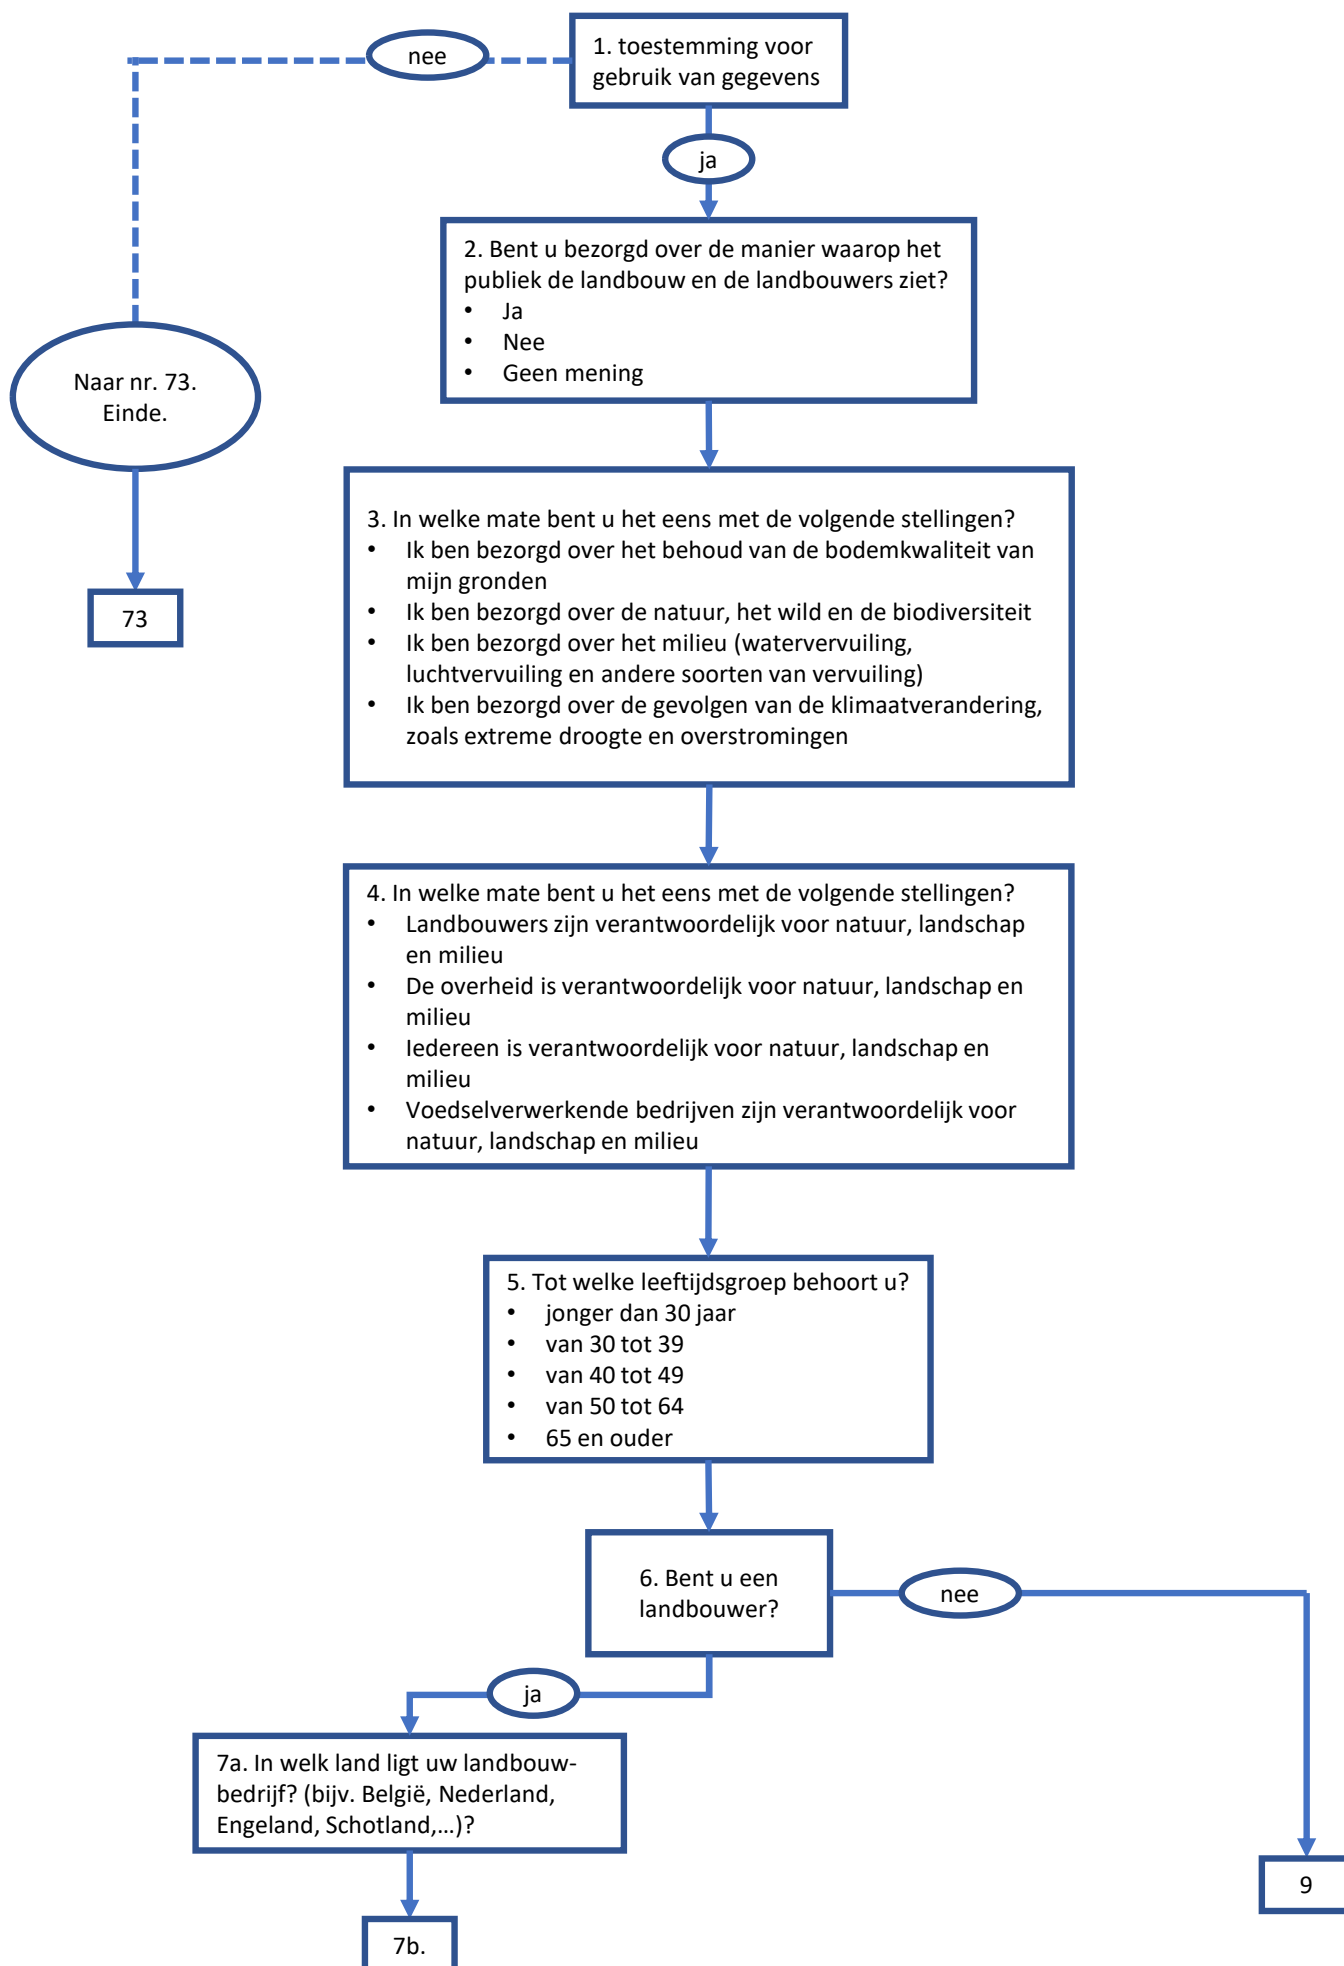 nee
1. toestemming voor
gebruik van gegevens
ja
2. Bent u bezorgd over de manier waarop het
publiek de landbouw en de landbouwers ziet?
• Ja
• Nee
• Geen mening
Naar nr. 73.
Einde.
73
3. In welke mate bent u het eens met de volgende stellingen?
• Ik ben bezorgd over het behoud van de bodemkwaliteit van
mijn gronden
• Ik ben bezorgd over de natuur, het wild en de biodiversiteit
• Ik ben bezorgd over het milieu (watervervuiling,
luchtvervuiling en andere soorten van vervuiling)
• Ik ben bezorgd over de gevolgen van de klimaatverandering,
zoals extreme droogte en overstromingen
4. In welke mate bent u het eens met de volgende stellingen?
• Landbouwers zijn verantwoordelijk voor natuur, landschap
en milieu
• De overheid is verantwoordelijk voor natuur, landschap en
milieu
• Iedereen is verantwoordelijk voor natuur, landschap en
milieu
• Voedselverwerkende bedrijven zijn verantwoordelijk voor
natuur, landschap en milieu
5. Tot welke leeftijdsgroep behoort u?
• jonger dan 30 jaar
• van 30 tot 39
• van 40 tot 49
• van 50 tot 64
• 65 en ouder
6. Bent u een
landbouwer?
nee
ja
7a. In welk land ligt uw landbouw-
bedrijf? (bijv. België, Nederland,
Engeland, Schotland,…)?
9
7b.